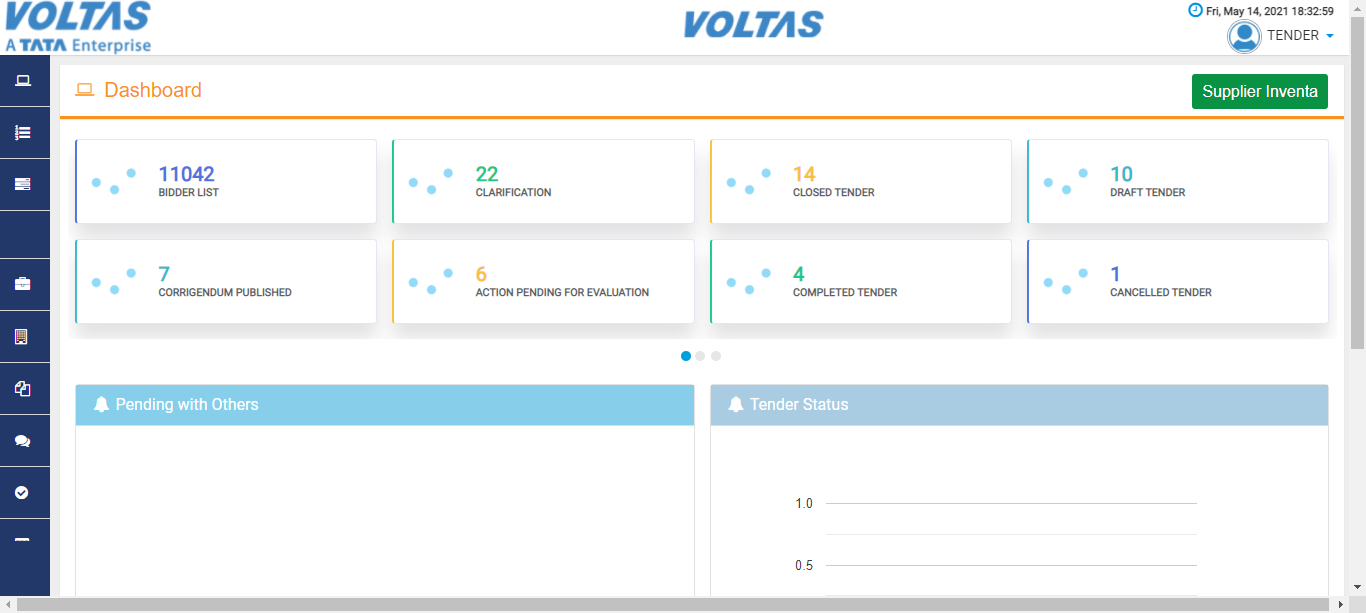 VOLTAS
A TATA Enterprise
VOLTAS
Fri, May 14, 2021 18:32:59
TENDER
Dashboard
Supplier Inventa
11042
BIDDER LIST
22
CLARIFICATION
14
CLOSED TENDER
10
DRAFT TENDER
7
CORRIGENDUM PUBLISHED
6
ACTION PENDING FOR EVALUATION
4
COMPLETED TENDER
1
CANCELLED TENDER
Pending with Others
Tender Status
1.0
0.5